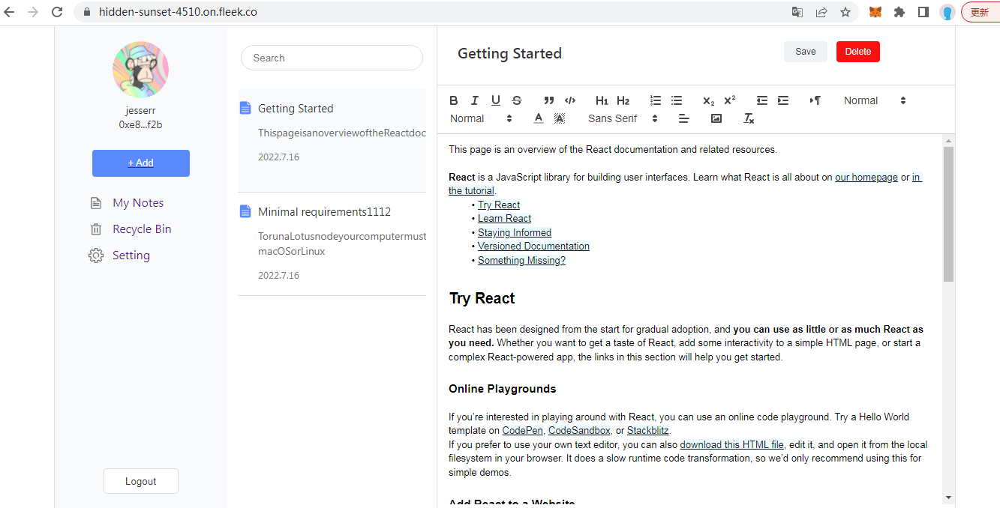 hidden-sunset-4510.on.fleek.co
更新
jesserr
0xe8...f2b
+ Add
My Notes
Recycle Bin
Setting
Logout
Search
Getting Started
ThispageisanoverviewoftheReactdoc
2022.7.16
Minimal requirements1112
TorunaLotusnodeyourcomputermust
macOSorLinux
2022.7.16
Getting Started
Save
Delete
B I U S H1 H2 X2 X2 Normal
Normal A A Sans Serif Tx
This page is an overview of the React documentation and related resources.
React is a JavaScript library for building user interfaces. Learn what React is all about on our homepage or in
the tutorial.
• Try React
• Learn React
• Staying Informed
• Versioned Documentation
• Something Missing?
Try React
React has been designed from the start for gradual adoption, and you can use as little or as much React as
you need. Whether you want to get a taste of React, add some interactivity to a simple HTML page, or start a
complex React-powered app, the links in this section will help you get started.
Online Playgrounds
If you’re interested in playing around with React, you can use an online code playground. Try a Hello World
template on CodePen, CodeSandbox, or Stackblitz.
If you prefer to use your own text editor, you can also download this HTML file, edit it, and open it from the local
filesystem in your browser. It does a slow runtime code transformation, so we’d only recommend using this for
simple demos.
Add React to a Website